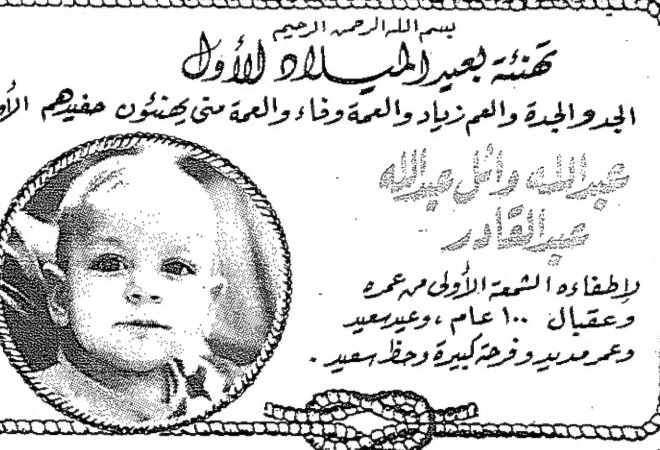 بسم الله الرحمن الرحيم
تهنئة بعيد الميلاد الأول
الجد والجدة والعم زياد والعمة وفاء والعمة منى يهنئون حفيدهم
عبدالله وائل عبدالله
عبدالقادر
لإطفاءه الشمعة الأولى من عمره
وعقبال ١٠٠ عام ، وعيد سعيد
وعمر مديد وفرحة كبيرة وحظ سعيد .